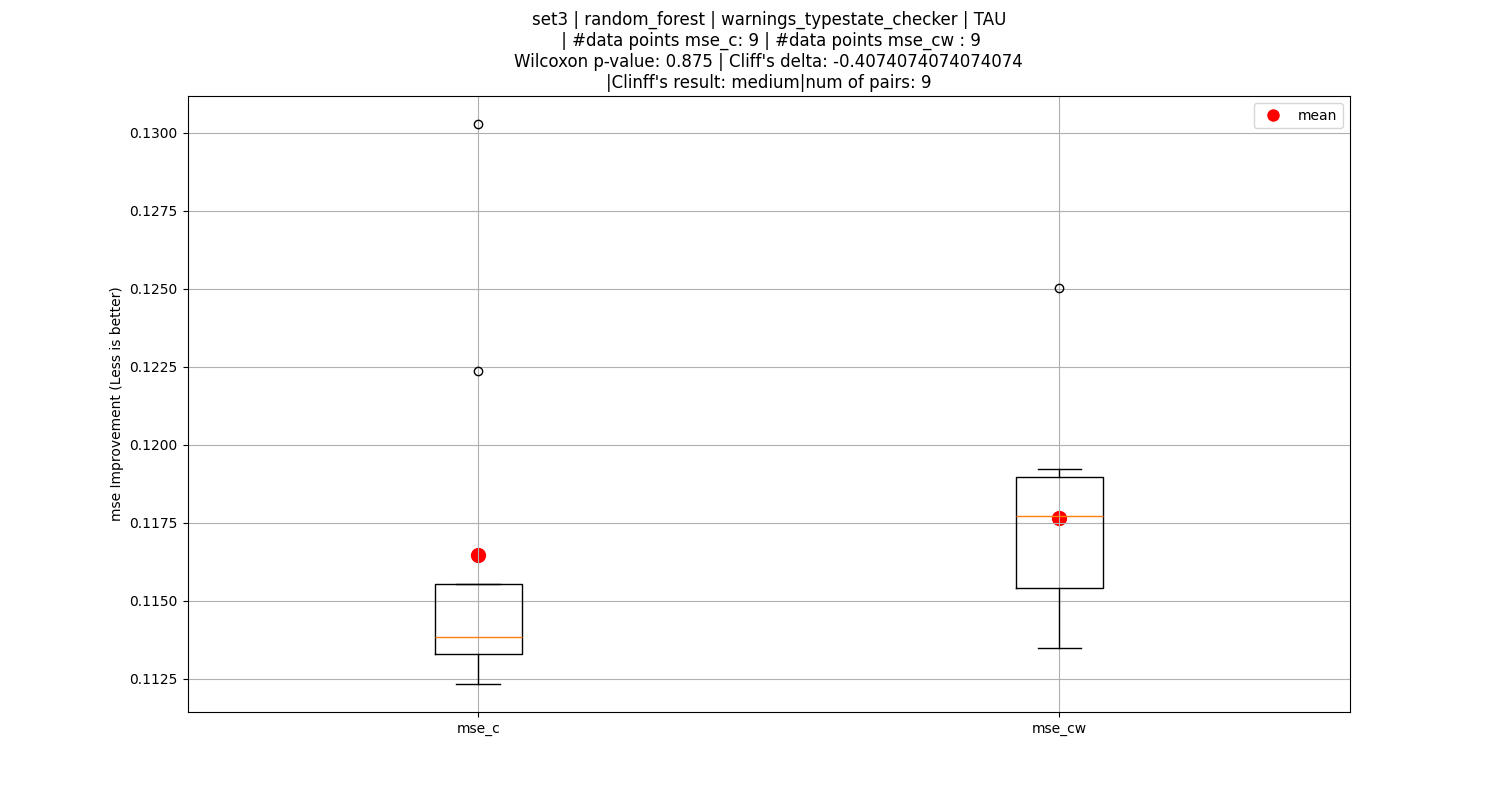 set3 | random_forest | warnings_typestate_checker | TAU
| #data points mse_c: 9 | #data points mse_cw : 9
Wilcoxon p-value: 0.875 | Cliff's delta: -0.4074074074074074
|Clinff's result: medium|num of pairs: 9
mean
mse Improvement (Less is better)
0.1300
0.1275
0.1250
0.1225
0.1200
0.1175
0.1150
0.1125
mse_c
mse_cw